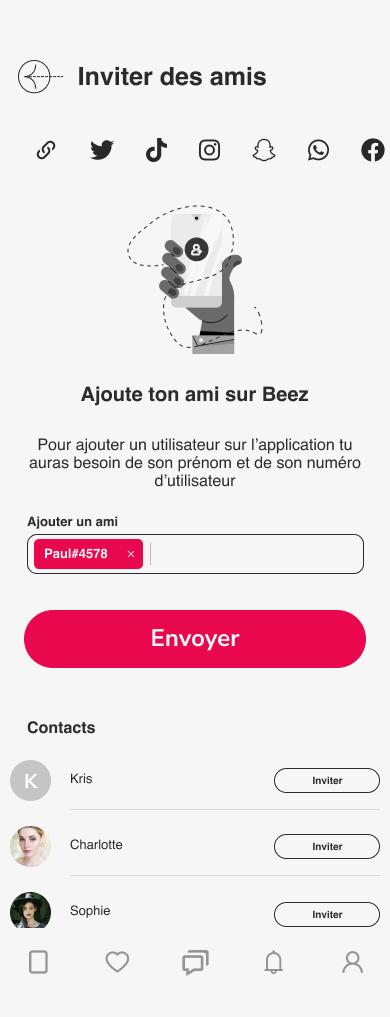 Inviter des amis
Ajoute ton ami sur Beez
Pour ajouter un utilisateur sur l'application tu
auras besoin de son prénom et de son numéro
d'utilisateur
Ajouter un ami
Paul#4578 ×
Envoyer
Contacts
K Kris Inviter
Charlotte Inviter
Sophie Inviter